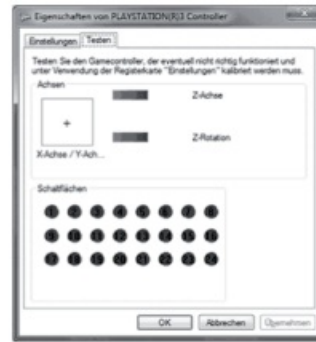 Eigenschaften von PLAYSTATION(R)3 Controller
Einstellungen Testen
Testen Sie den Gamecontroller, der eventuell nicht richtig funktioniert und
unter Verwendung der Registerkarte "Einstellungen" kalibriert werden muss.
Achsen
Z-Achse
Z-Rotation
X-Achse / Y-Ach...
Schaltflächen
OK Abbrechen Übernehmen